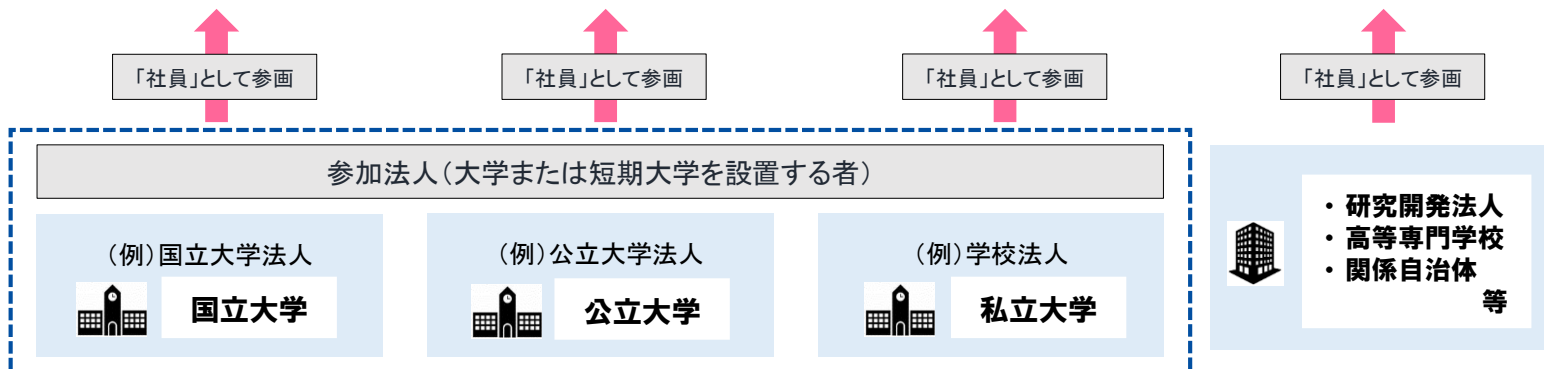 「社員」として参画
「社員」として参画
「社員」として参画
「社員」として参画
参加法人(大学または短期大学を設置する者)
(例)国立大学法人
国立大学
(例)公立大学法人
公立大学
(例)学校法人
私立大学
・ 研究開発法人
・ 高等専門学校
・ 関係自治体
等